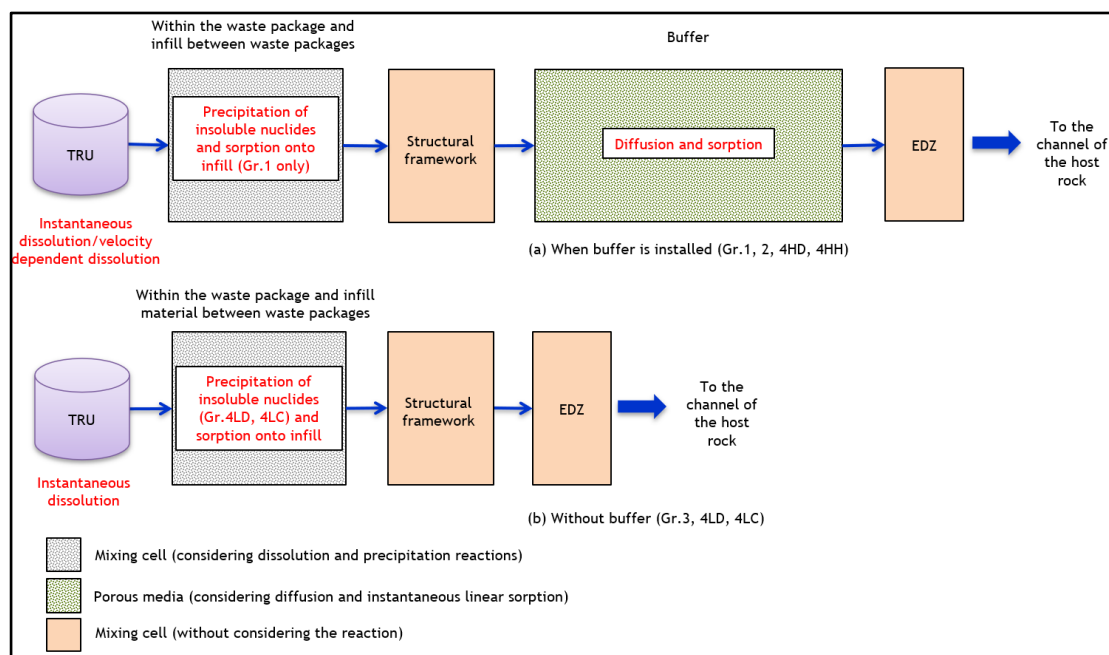 Within the waste package and
infill between waste packages
Buffer
TRU
Precipitation of
insoluble nuclides
and sorption onto
infill (Gr.1 only)
Structural
framework
Diffusion and sorption
EDZ
To the
channel of
the host
rock
Instantaneous
dissolution/velocity
dependent dissolution
(a) When buffer is installed (Gr.1, 2, 4HD, 4HH)
Within the waste package and infill
material between waste packages
TRU
Precipitation of
insoluble nuclides
(Gr.4LD, 4LC) and
sorption onto infill
Structural
framework
EDZ
To the
channel of
the host
rock
Instantaneous
dissolution
(b) Without buffer (Gr.3, 4LD, 4LC)
Mixing cell (considering dissolution and precipitation reactions)
Porous media (considering diffusion and instantaneous linear sorption)
Mixing cell (without considering the reaction)